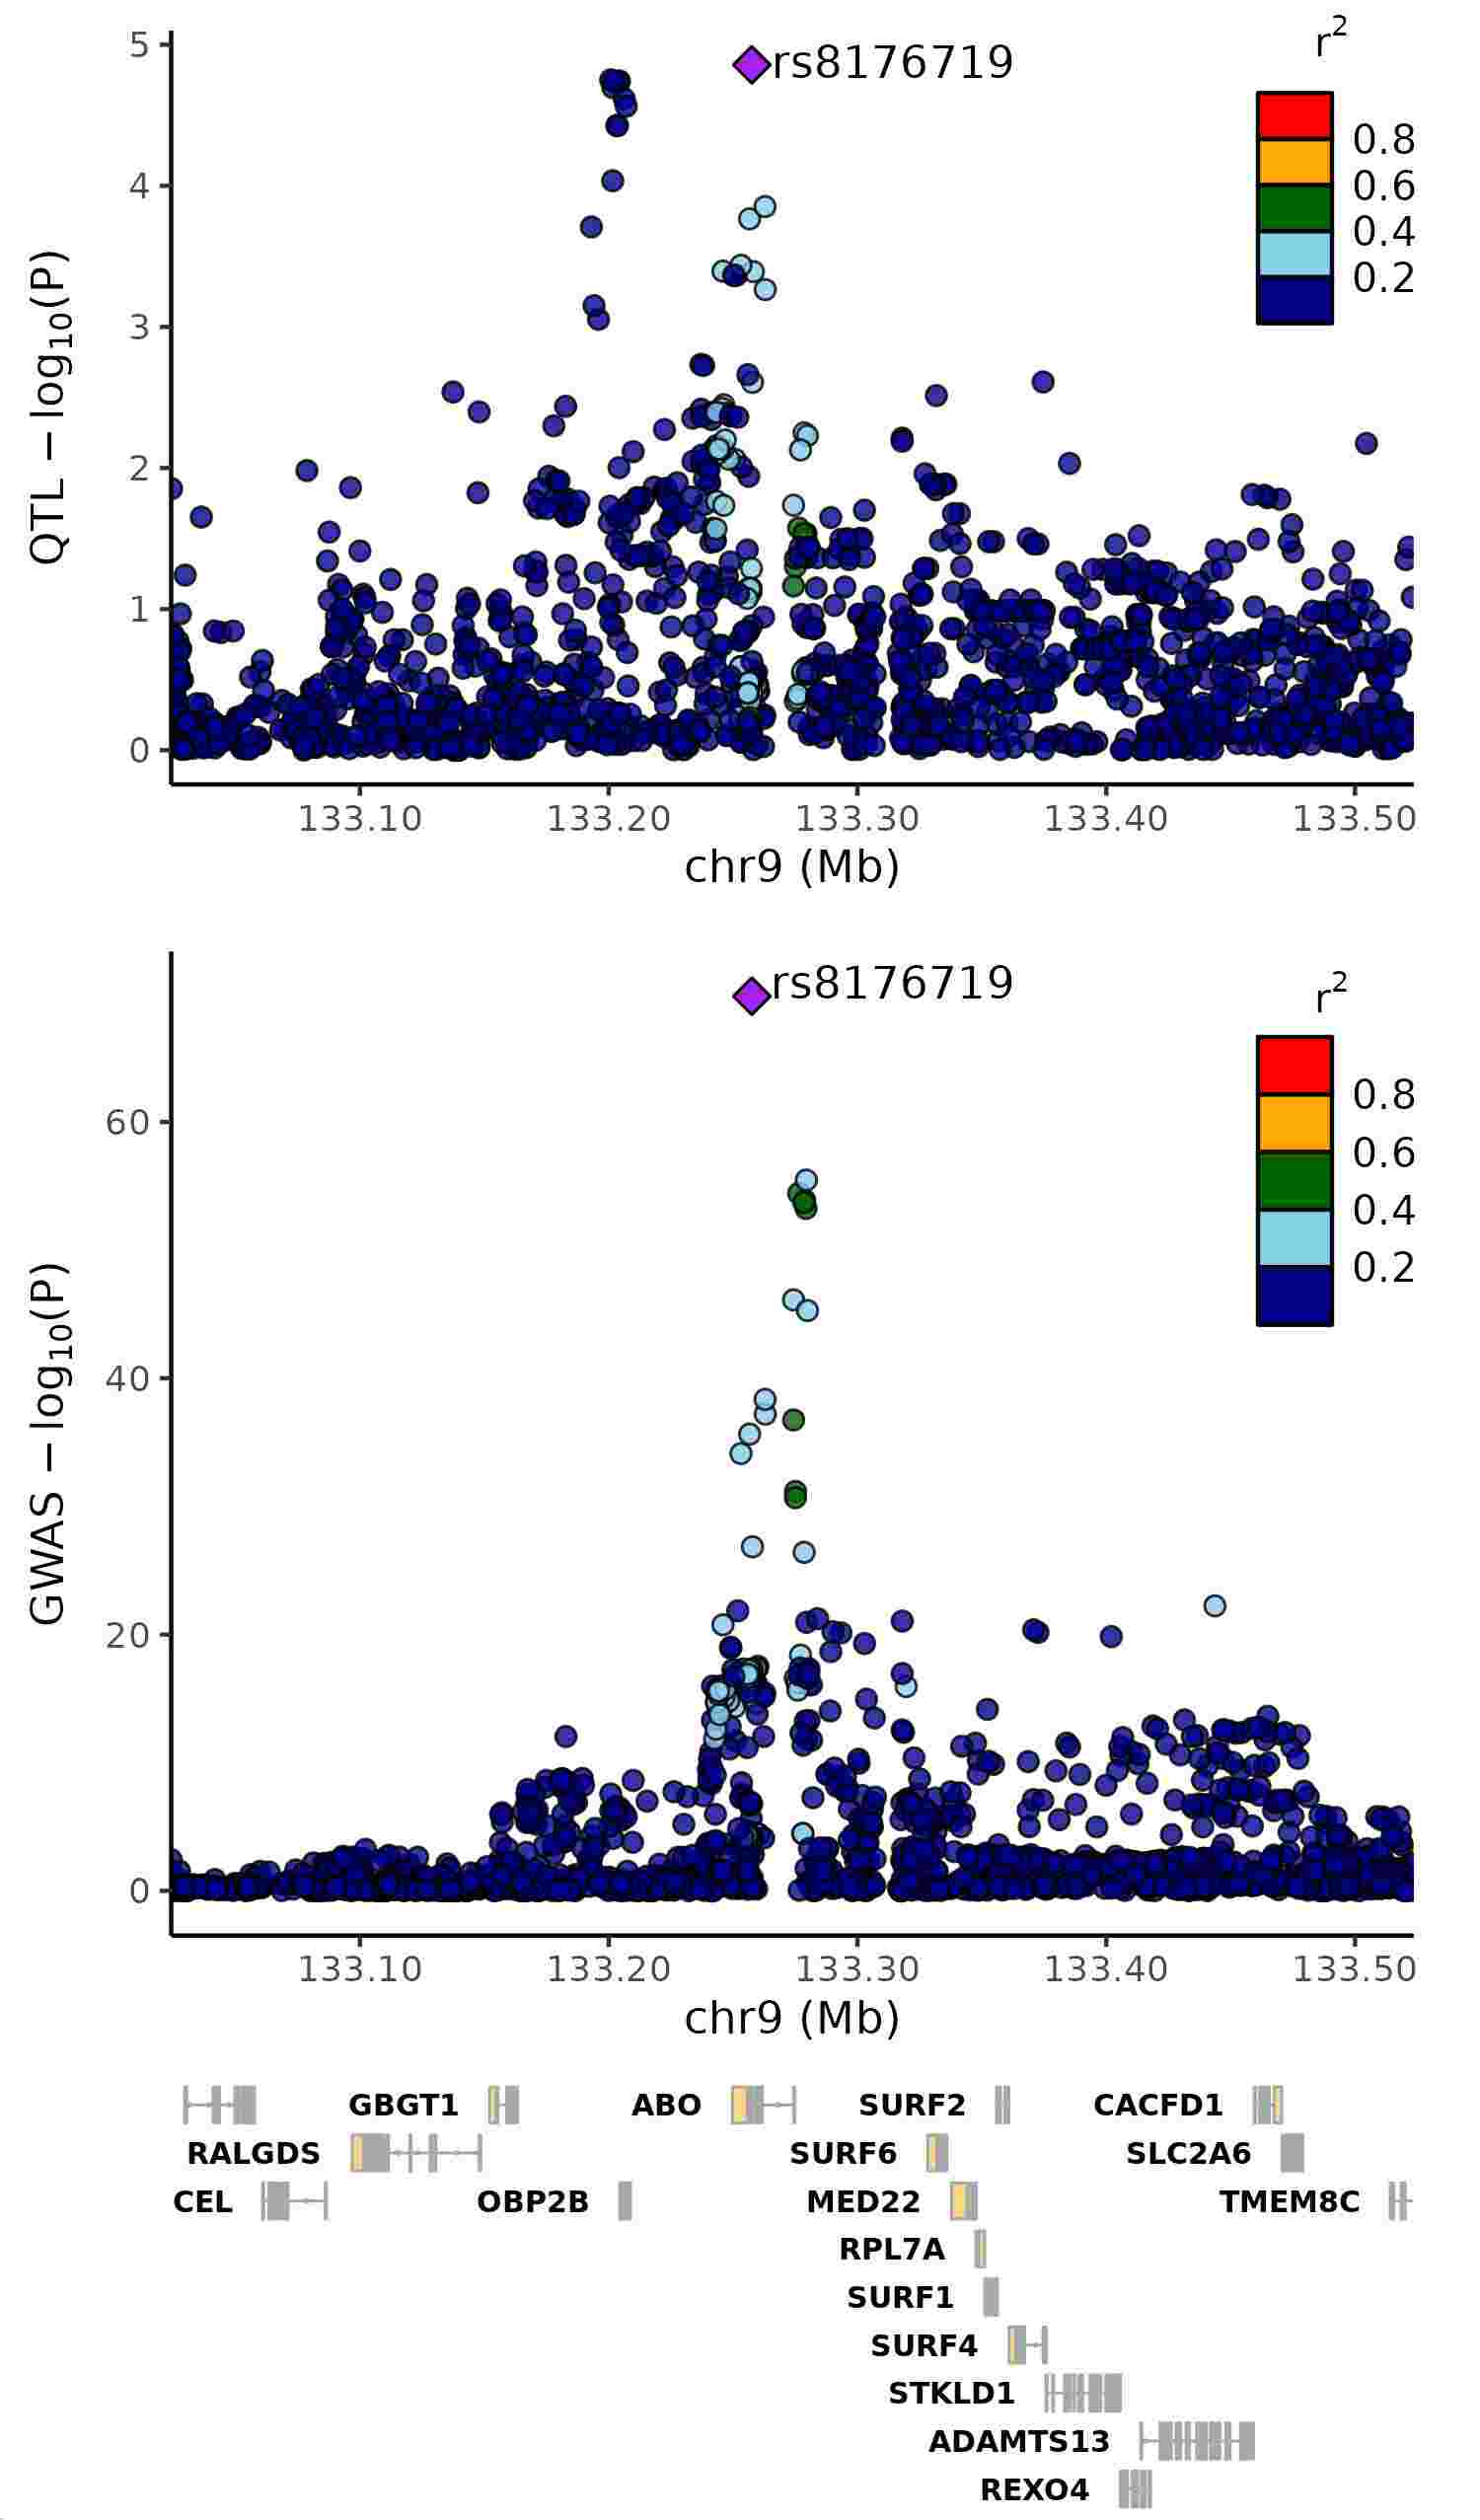 r²
rs8176719
5
4
3
2
1
0
QTL −log₁₀(P)
0.8
0.6
0.4
0.2
133.10 133.20 133.30 133.40 133.50
chr9 (Mb)
r²
rs8176719
60
40
20
0
GWAS −log₁₀(P)
0.8
0.6
0.4
0.2
133.10 133.20 133.30 133.40 133.50
chr9 (Mb)
GBGT1 ABO SURF2 CACFD1
RALGDS SURF6 SLC2A6
CEL OBP2B MED22 TMEM8C
RPL7A
SURF1
SURF4
STKLD1
ADAMTS13
REXO4